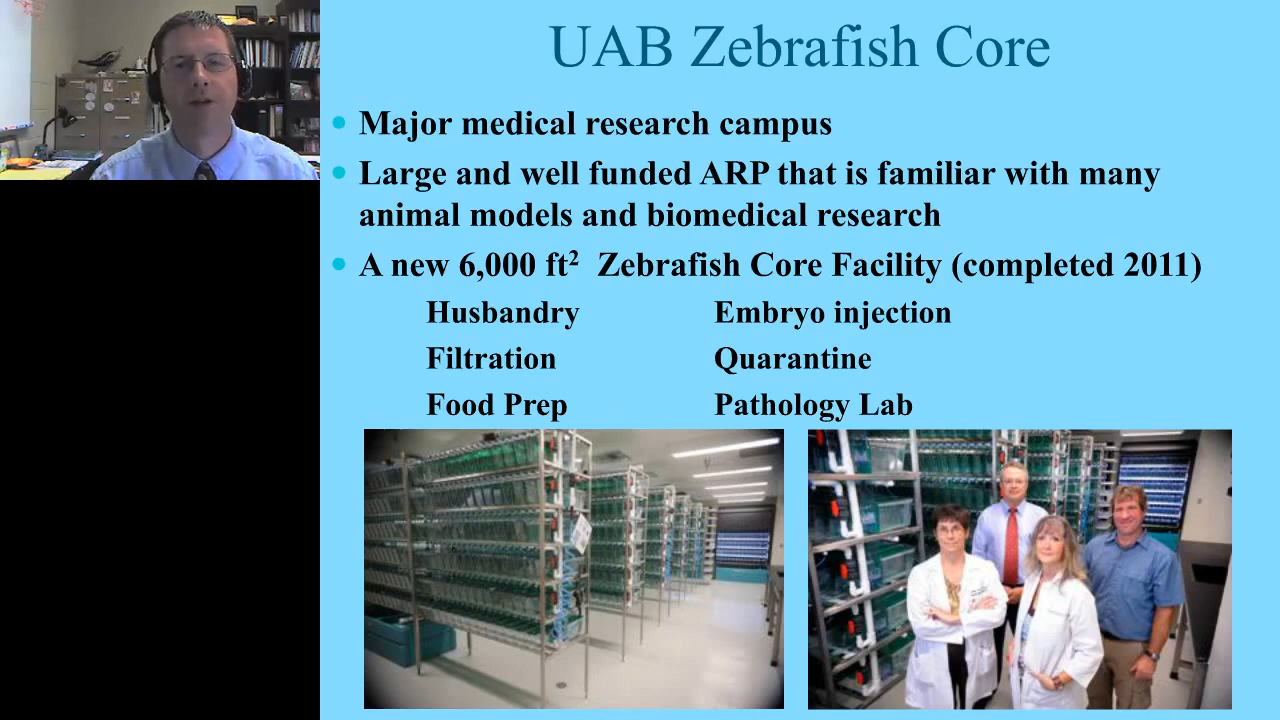 UAB Zebrafish Core
Major medical research campus
Large and well funded ARP that is familiar with many
animal models and biomedical research
A new 6,000 ft² Zebrafish Core Facility (completed 2011)
Husbandry Embryo injection
Filtration Quarantine
Food Prep Pathology Lab